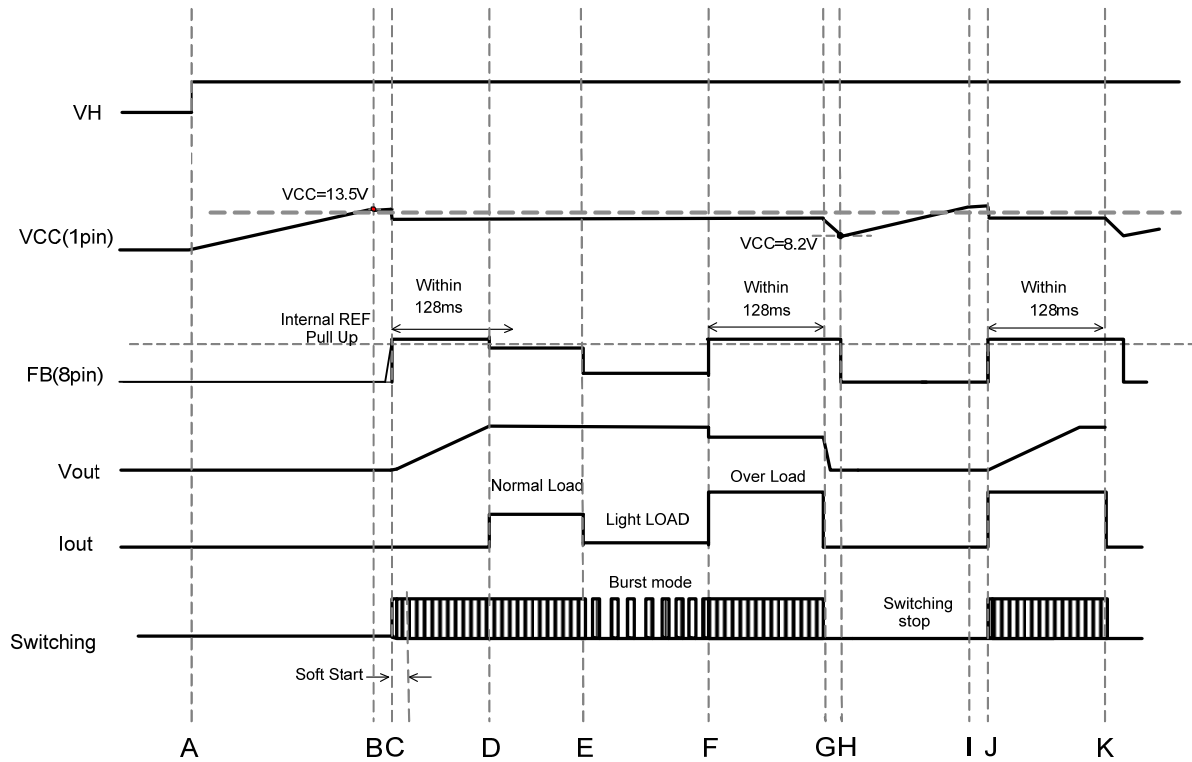 VH
VCC=13.5V
VCC(1pin)
VCC=8.2V
Within
128ms
Within
128ms
Within
128ms
Internal REF
Pull Up
FB(8pin)
Vout
Normal Load
Over Load
Light LOAD
Iout
Burst mode
Switching
stop
Switching
Soft Start
A B C D E F G H I J K